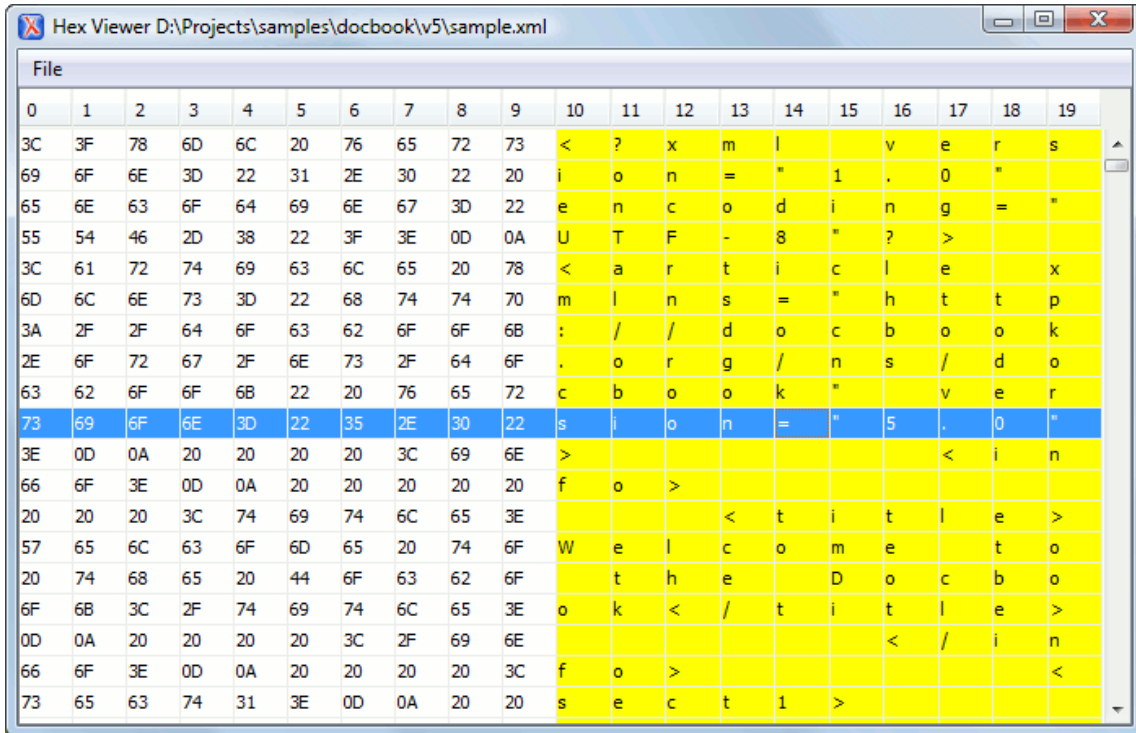 Hex Viewer D:\Projects\samples\docbook\v5\sample.xml
File
0 1 2 3 4 5 6 7 8 9 10 11 12 13 14 15 16 17 18 19
3C 3F 78 6D 6C 20 76 65 72 73 < ? x m l v e r s
69 6F 6E 3D 22 31 2E 30 22 20 i o n = " 1 . 0 "
65 6E 63 6F 64 69 6E 67 3D 22 e n c o d i n g = "
55 54 46 2D 38 22 3F 3E 0D 0A U T F - 8 " ? >
3C 61 72 74 69 63 6C 65 20 78 < a r t i c l e x
6D 6C 6E 73 3D 22 68 74 74 70 m l n s = " h t t p
3A 2F 2F 64 6F 63 62 6F 6F 6B : / / d o c b o o k
2E 6F 72 67 2F 6E 73 2F 64 6F . o r g / n s / d o
63 62 6F 6F 6B 22 20 76 65 72 c b o o k " v e r
73 69 6F 6E 3D 22 35 2E 30 22 s i o n = " 5 . 0 "
3E 0D 0A 20 20 20 20 3C 69 6E > < i n
66 6F 3E 0D 0A 20 20 20 20 20 f o >
20 20 20 3C 74 69 74 6C 65 3E < t i t l e >
57 65 6C 63 6F 6D 65 20 74 6F W e l c o m e t o
20 74 68 65 20 44 6F 63 62 6F t h e D o c b o
6F 6B 3C 2F 74 69 74 6C 65 3E o k < / t i t l e >
0D 0A 20 20 20 20 3C 2F 69 6E < / i n
66 6F 3E 0D 0A 20 20 20 20 3C f o > <
73 65 63 74 31 3E 0D 0A 20 20 s e c t 1 >